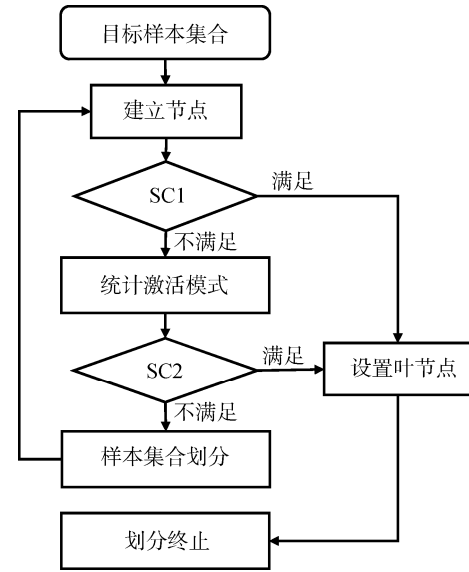 目标样本集合
建立节点
SC1
满足
不满足
统计激活模式
SC2
满足
设置叶节点
不满足
样本集合划分
划分终止